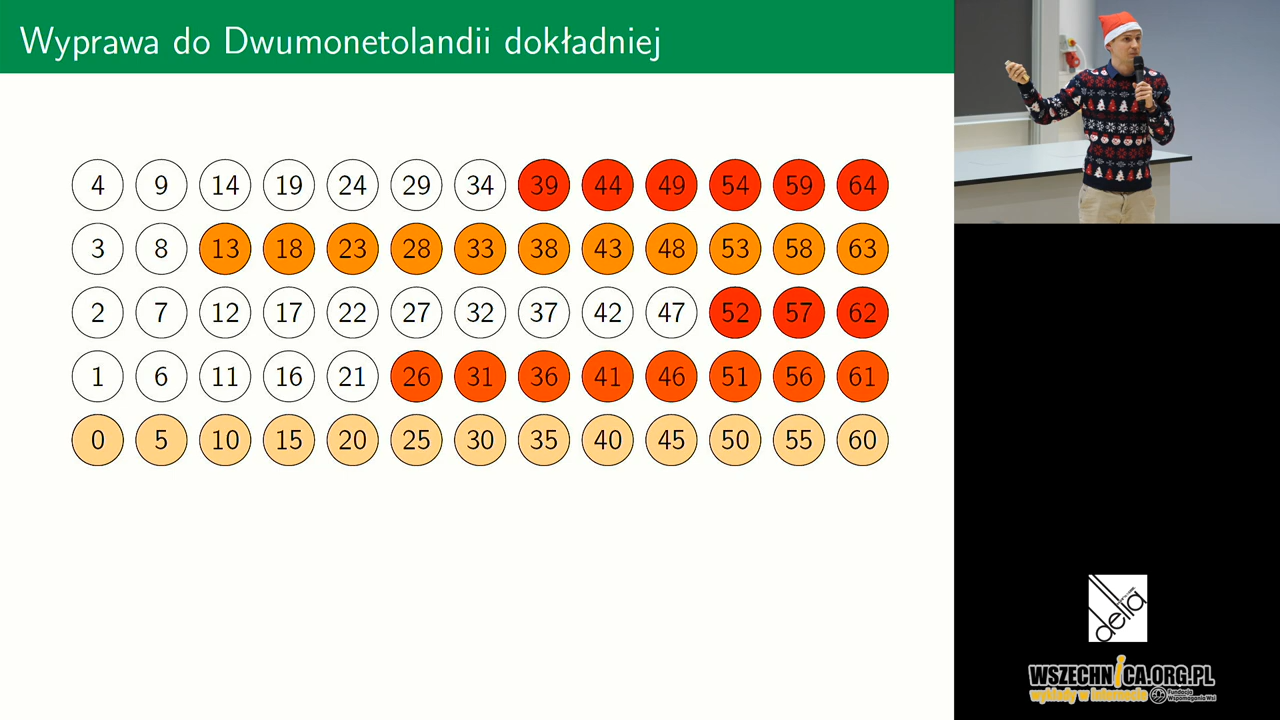 Wyprawa do Dwumonetolandii dokładniej
4 9 14 19 24 29 34 39 44 49 54 59 64
3 8 13 18 23 28 33 38 43 48 53 58 63
2 7 12 17 22 27 32 37 42 47 52 57 62
1 6 11 16 21 26 31 36 41 46 51 56 61
0 5 10 15 20 25 30 35 40 45 50 55 60
delta
WSZECHNICA.ORG.PL
wykłady w internecie
Fundacja
Wspomagania Wsi